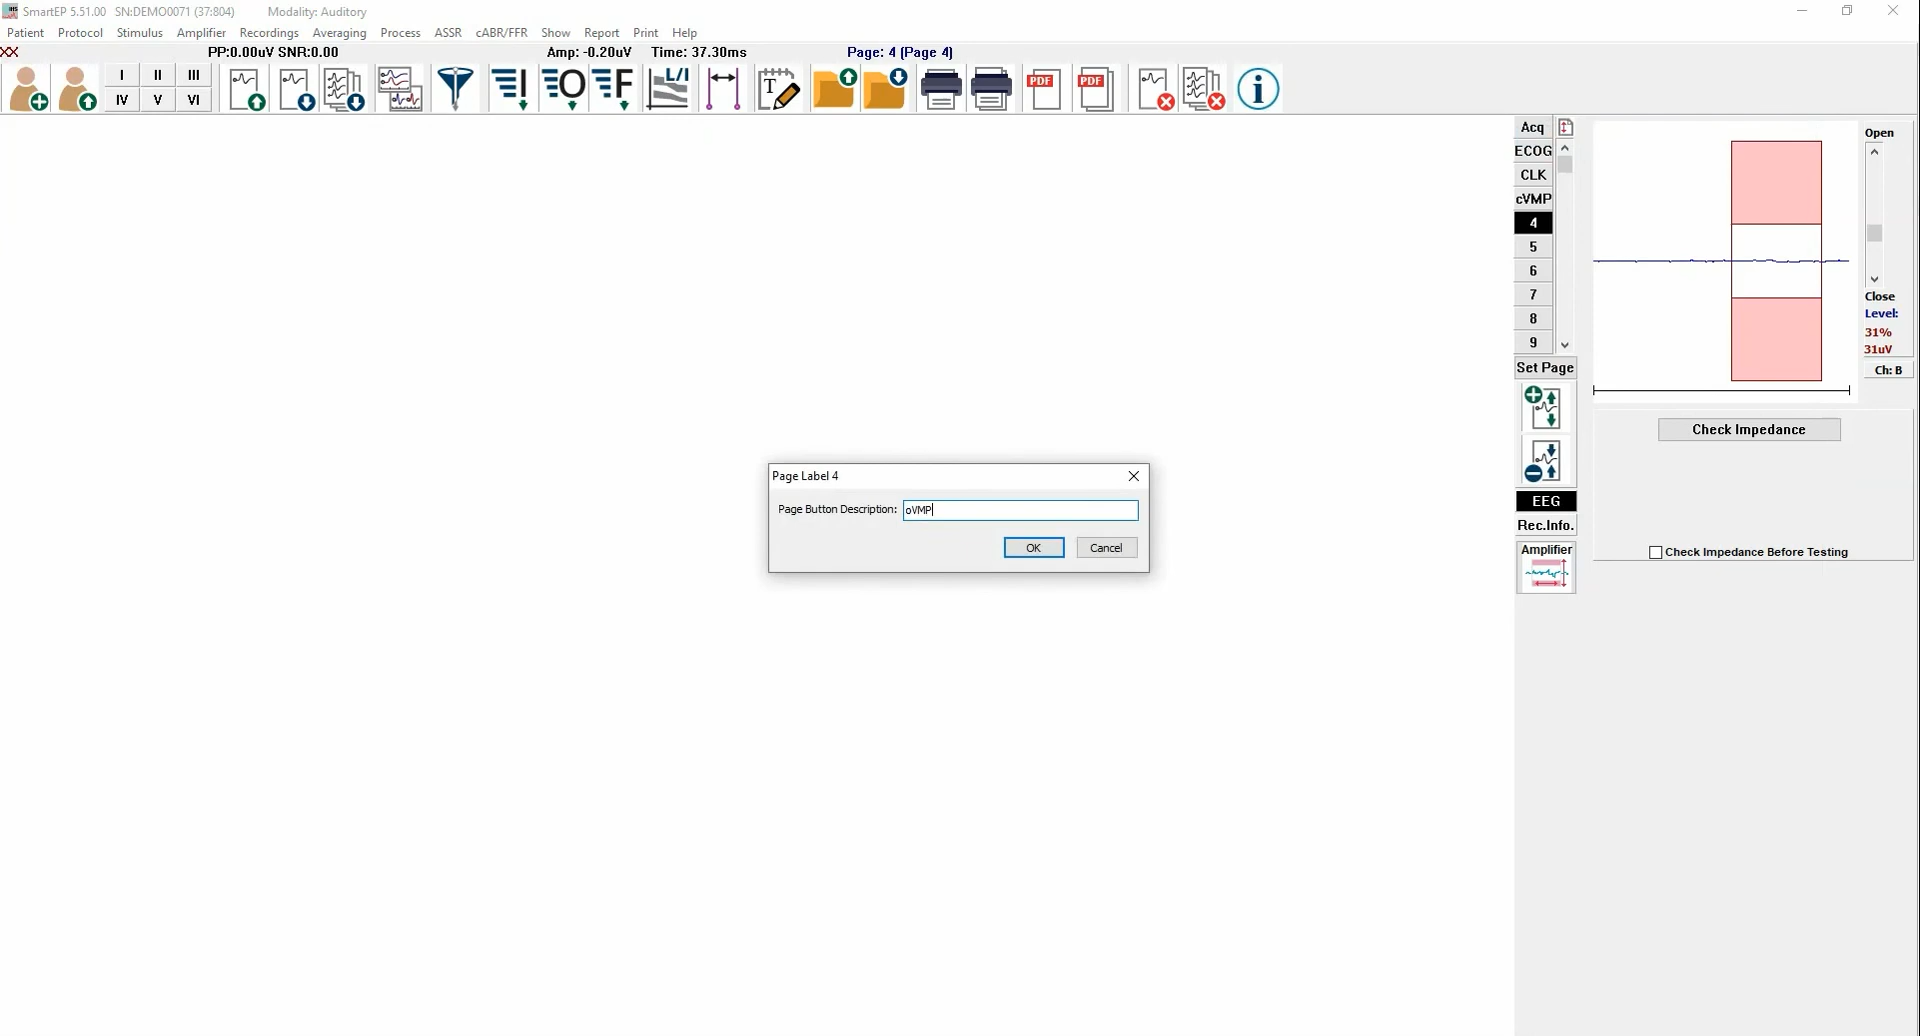 SmartEP 5.51.00 SN:DEMO0071 (37:804) Modality: Auditory
Patient Protocol Stimulus Amplifier Recordings Averaging Process ASSR cABR/FFR Show Report Print Help
XX PP:0.00uV SNR:0.00 Amp: -0.20uV Time: 37.30ms Page: 4 (Page 4)
I II III
IV V VI
I O F L/I T PDF PDF i
Acq
ECOG
CLK
cVMP
4
5
6
7
8
9
Set Page
EEG
Rec.Info.
Amplifier
Open
Close
Level:
31%
31uV
Ch: B
Check Impedance
Check Impedance Before Testing
Page Label 4
Page Button Description: oVMP
OK Cancel